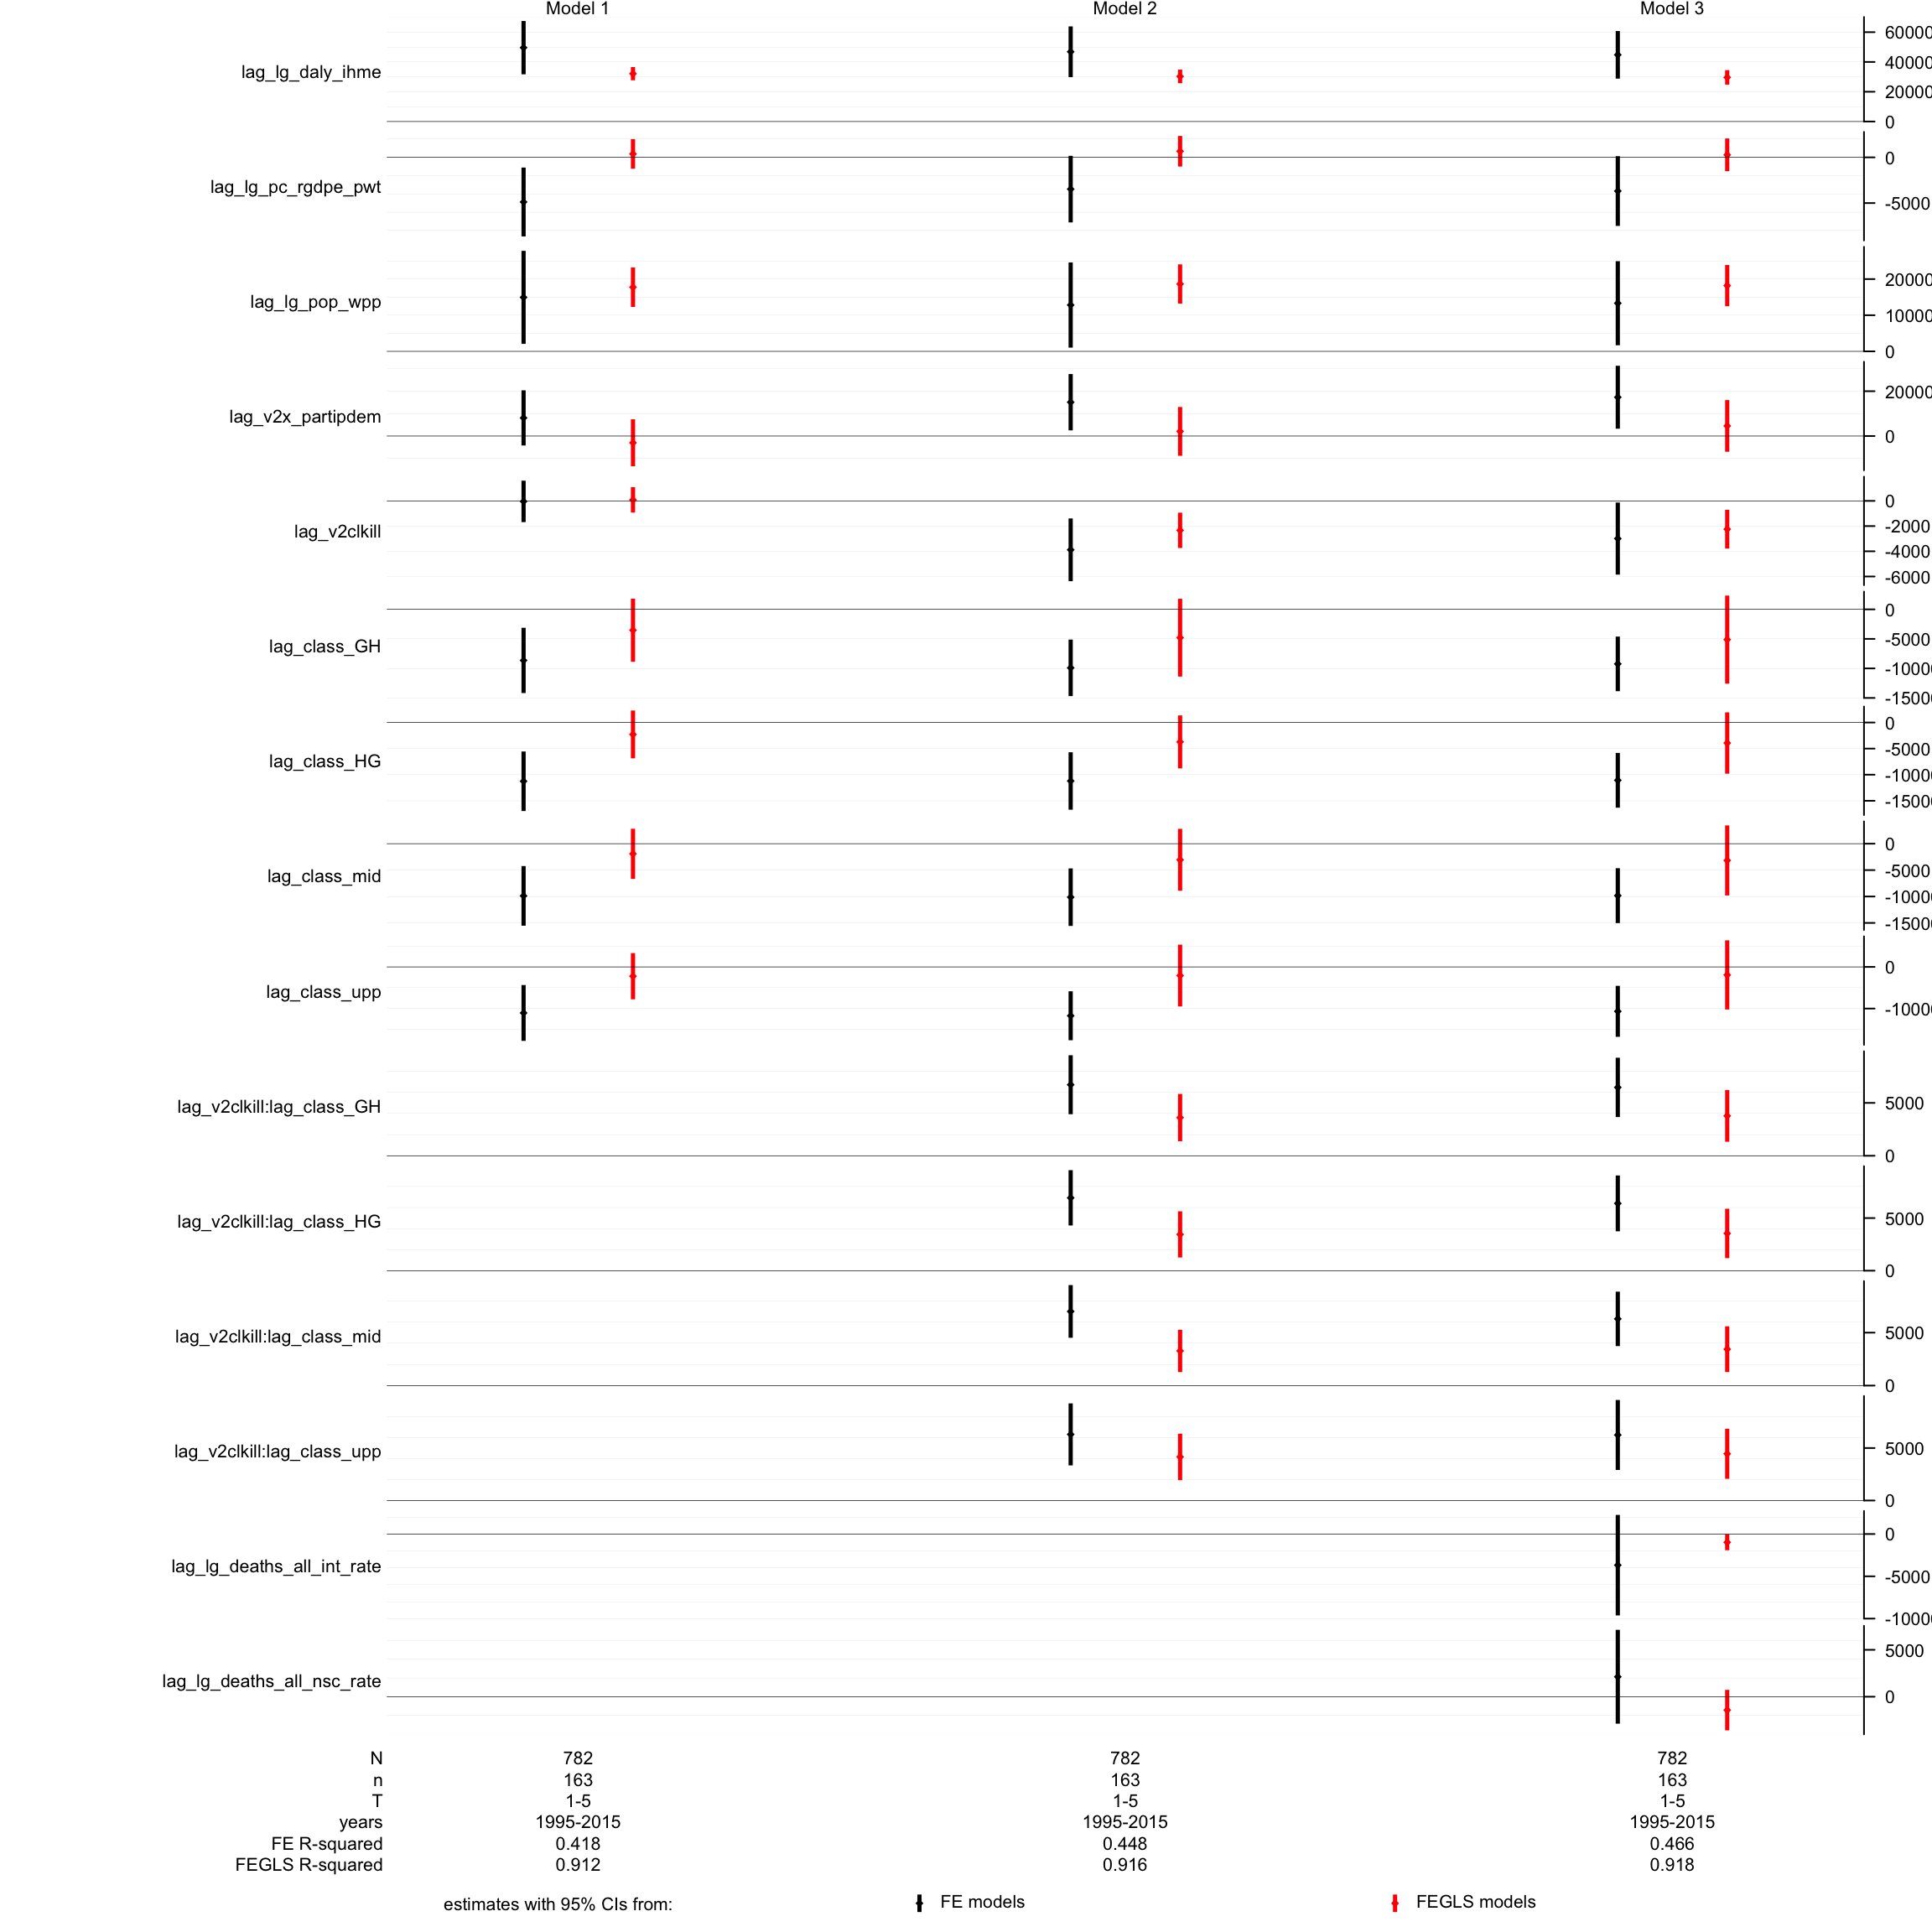 Model 1 Model 2 Model 3
60000
40000
lag_lg_daly_ihme
20000
0
0
lag_lg_pc_rgdpe_pwt
-5000
20000
lag_lg_pop_wpp
10000
0
20000
lag_v2x_partipdem
0
0
-2000
lag_v2clkill
-4000
-6000
0
-5000
lag_class_GH
-10000
-15000
0
-5000
lag_class_HG
-10000
-15000
0
-5000
lag_class_mid
-10000
-15000
0
lag_class_upp
-10000
5000
lag_v2clkill:lag_class_GH
0
5000
lag_v2clkill:lag_class_HG
0
5000
lag_v2clkill:lag_class_mid
0
5000
lag_v2clkill:lag_class_upp
0
0
lag_lg_deaths_all_int_rate
-5000
-10000
5000
lag_lg_deaths_all_nsc_rate
0
N 782 782 782
n 163 163 163
T 1-5 1-5 1-5
years 1995-2015 1995-2015 1995-2015
FE R-squared 0.418 0.448 0.466
FEGLS R-squared 0.912 0.916 0.918
estimates with 95% CIs from: FE models FEGLS models